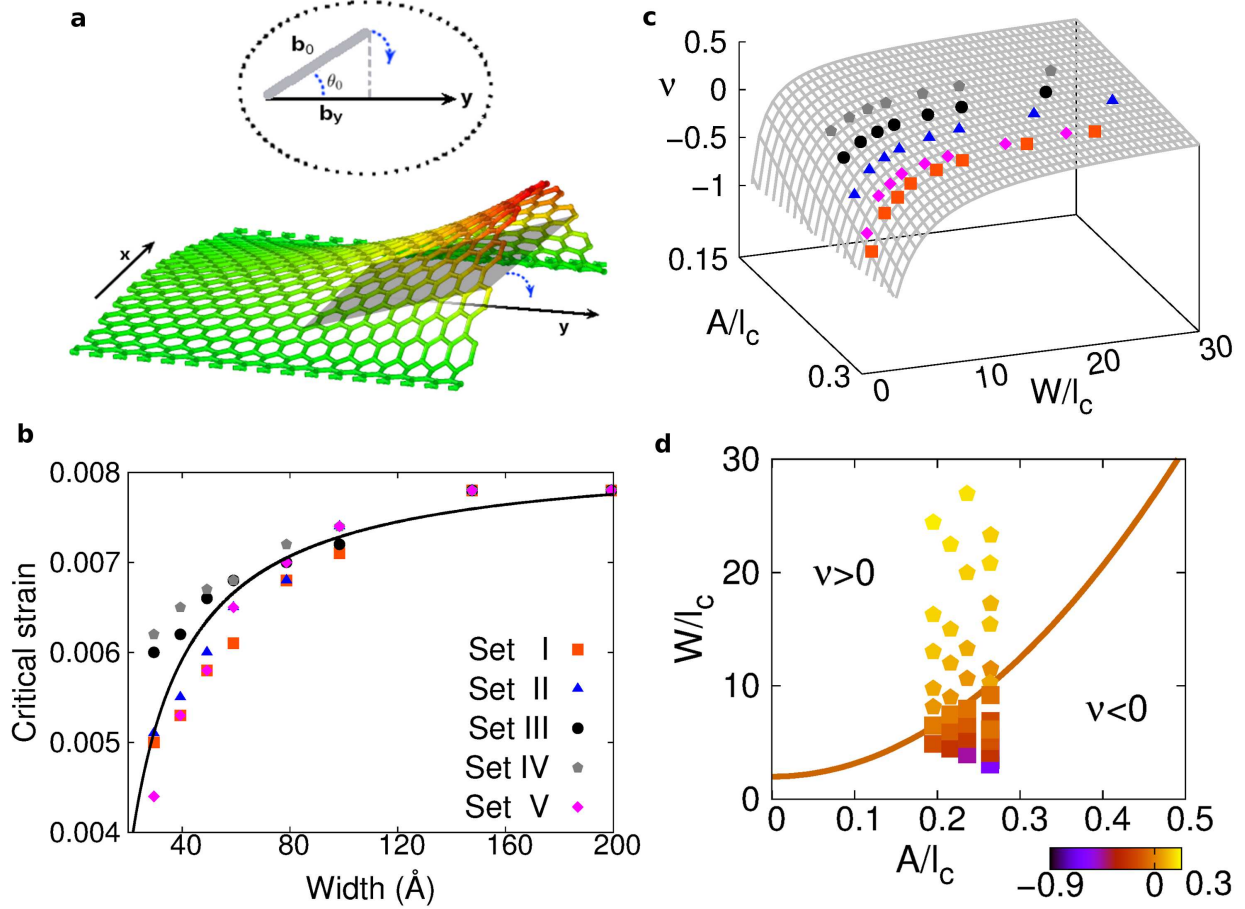 a
b₀
θ₀
b_y
y
x
y
b
0.008
0.007
0.006
0.005
0.004
Critical strain
40
80
120
160
200
Width (Å)
Set I
Set II
Set III
Set IV
Set V
c
0.5
0
−0.5
−1
ν
0.15
0.3
A/l_c
0
10
20
30
W/l_c
d
30
20
10
0
W/l_c
ν>0
ν<0
0
0.1
0.2
0.3
0.4
0.5
A/l_c
−0.9
0
0.3